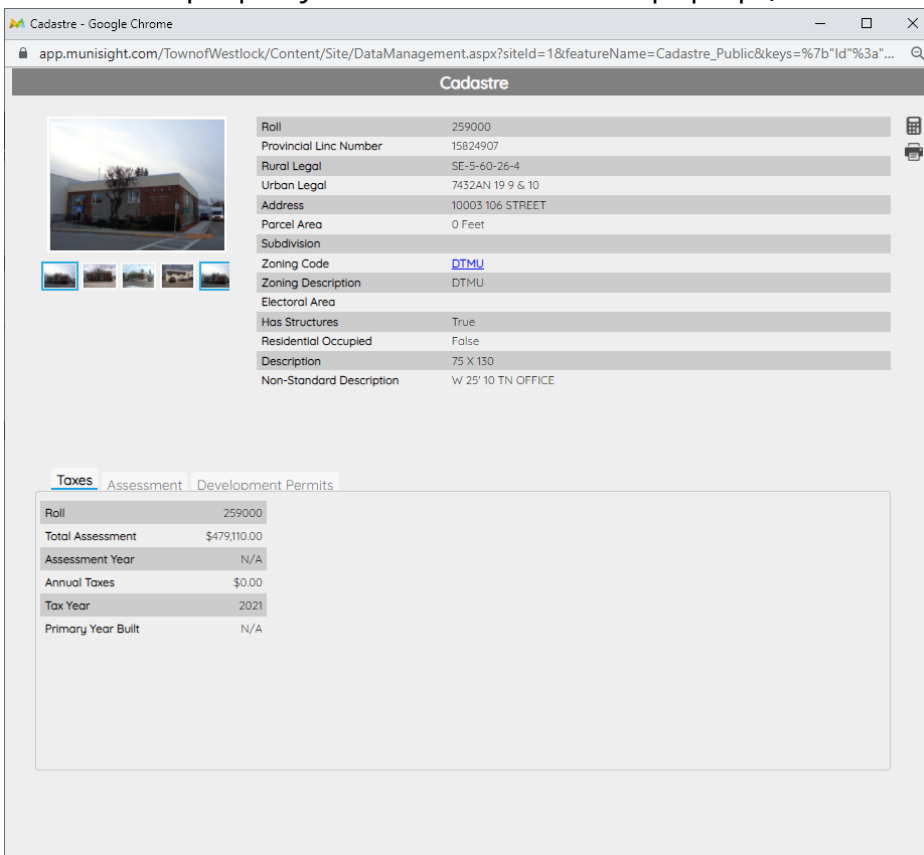 Cadastre - Google Chrome
app.munisight.com/TownofWestlock/Content/Site/DataManagement.aspx?siteId=1&featureName=Cadastre_Public&keys=%7b"Id"%3a"...
Cadastre
Roll 259000
Provincial Linc Number 15824907
Rural Legal SE-5-60-26-4
Urban Legal 7432AN 19 9 & 10
Address 10003 106 STREET
Parcel Area 0 Feet
Subdivision
Zoning Code DTMU
Zoning Description DTMU
Electoral Area
Has Structures True
Residential Occupied False
Description 75 X 130
Non-Standard Description W 25' 10 TN OFFICE
Taxes Assessment Development Permits
Roll 259000
Total Assessment $479,110.00
Assessment Year N/A
Annual Taxes $0.00
Tax Year 2021
Primary Year Built N/A